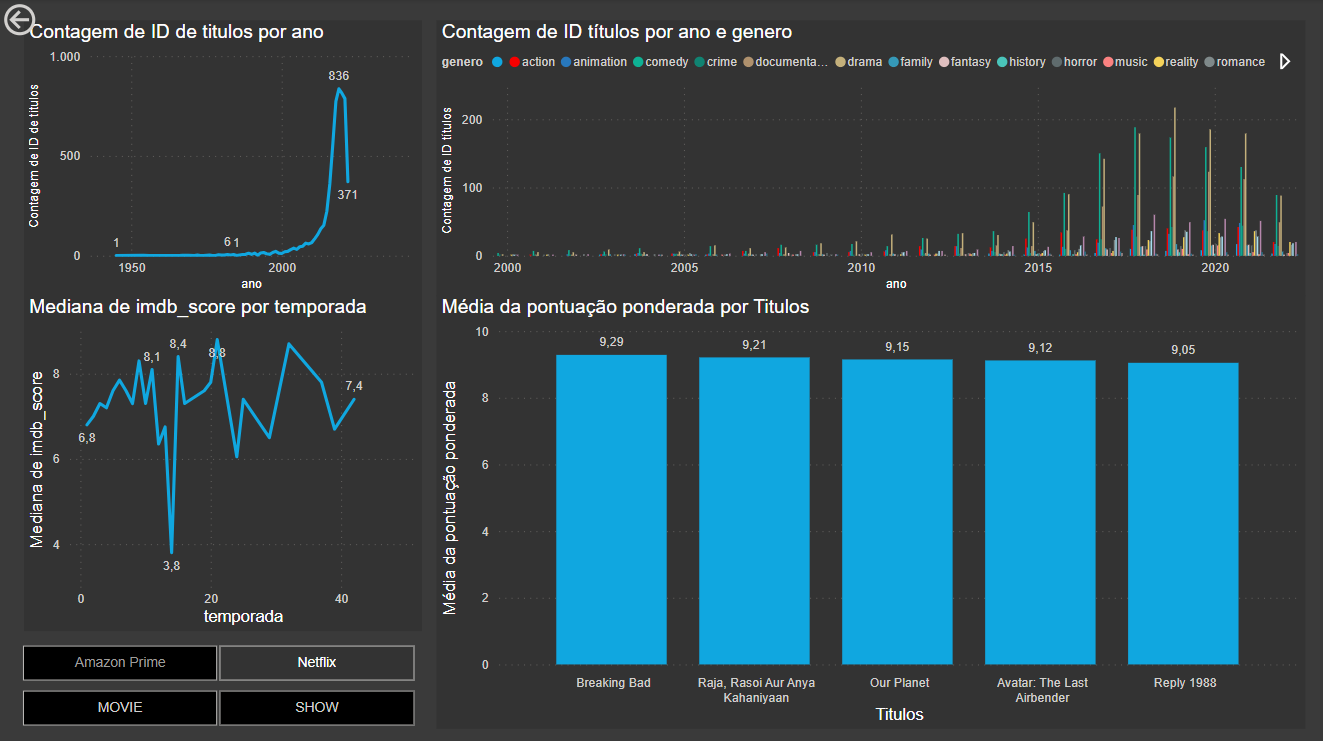 Contagem de ID de titulos por ano
Contagem de ID de titulos
1.000
500
0
836
371
1
6 1
1950
2000
ano
Contagem de ID títulos por ano e genero
genero
action
animation
comedy
crime
documenta...
drama
family
fantasy
history
horror
music
reality
romance
Contagem de ID títulos
200
100
0
2000
2005
2010
2015
2020
ano
Mediana de imdb_score por temporada
Mediana de imdb_score
8
6
4
6,8
8,1
8,4
8,8
3,8
7,4
0
20
40
temporada
Média da pontuação ponderada por Titulos
Média da pontuação ponderada
10
8
6
4
2
0
9,29
9,21
9,15
9,12
9,05
Breaking Bad
Raja, Rasoi Aur Anya
Kahaniyaan
Our Planet
Avatar: The Last
Airbender
Reply 1988
Titulos
Amazon Prime
Netflix
MOVIE
SHOW